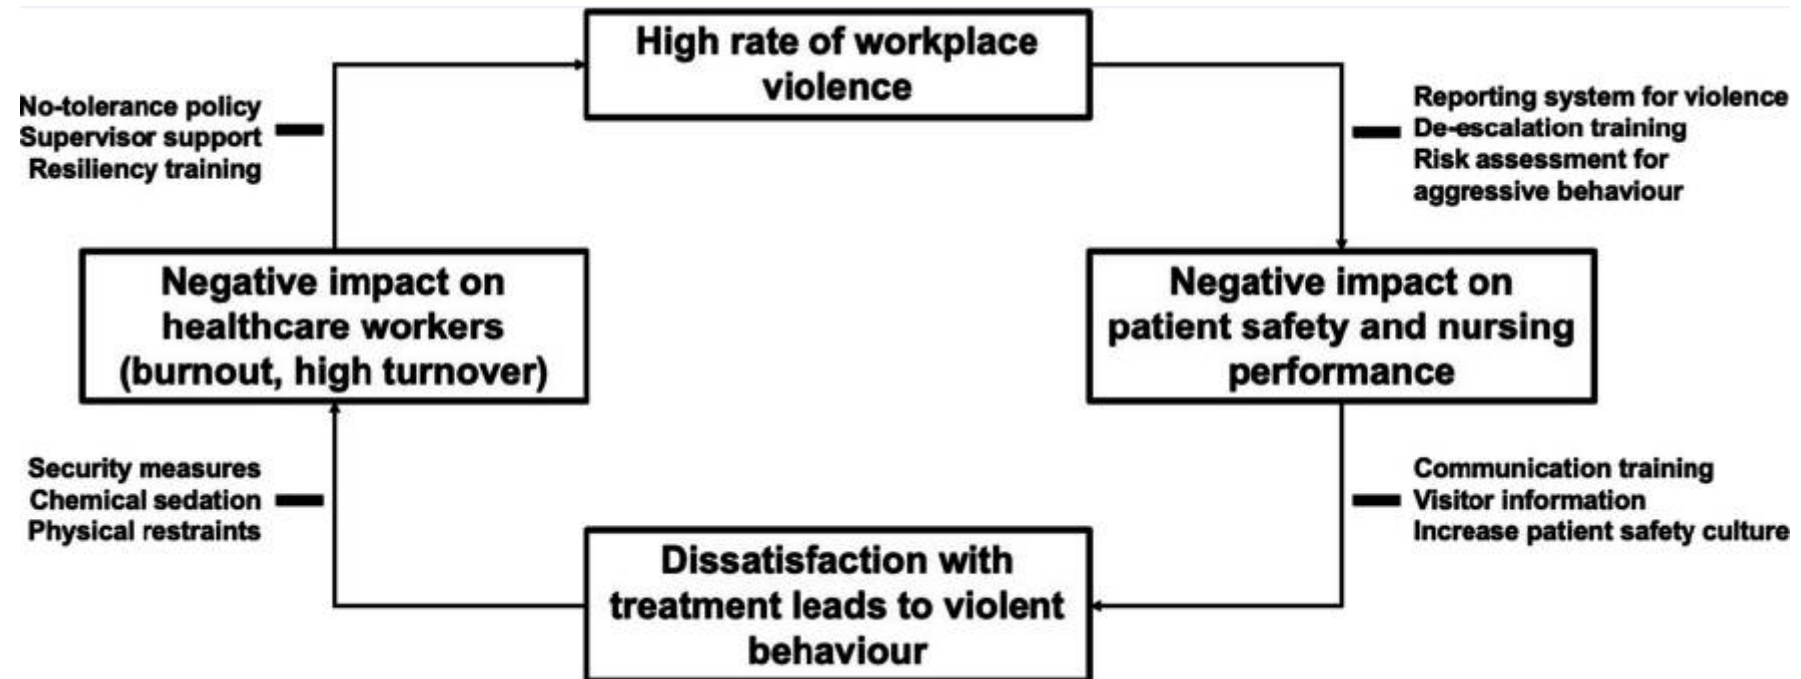 High rate of workplace
violence
No-tolerance policy
Supervisor support
Resiliency training
Reporting system for violence
De-escalation training
Risk assessment for
aggressive behaviour
Negative impact on
healthcare workers
(burnout, high turnover)
Negative impact on
patient safety and nursing
performance
Security measures
Chemical sedation
Physical restraints
Communication training
Visitor information
Increase patient safety culture
Dissatisfaction with
treatment leads to violent
behaviour